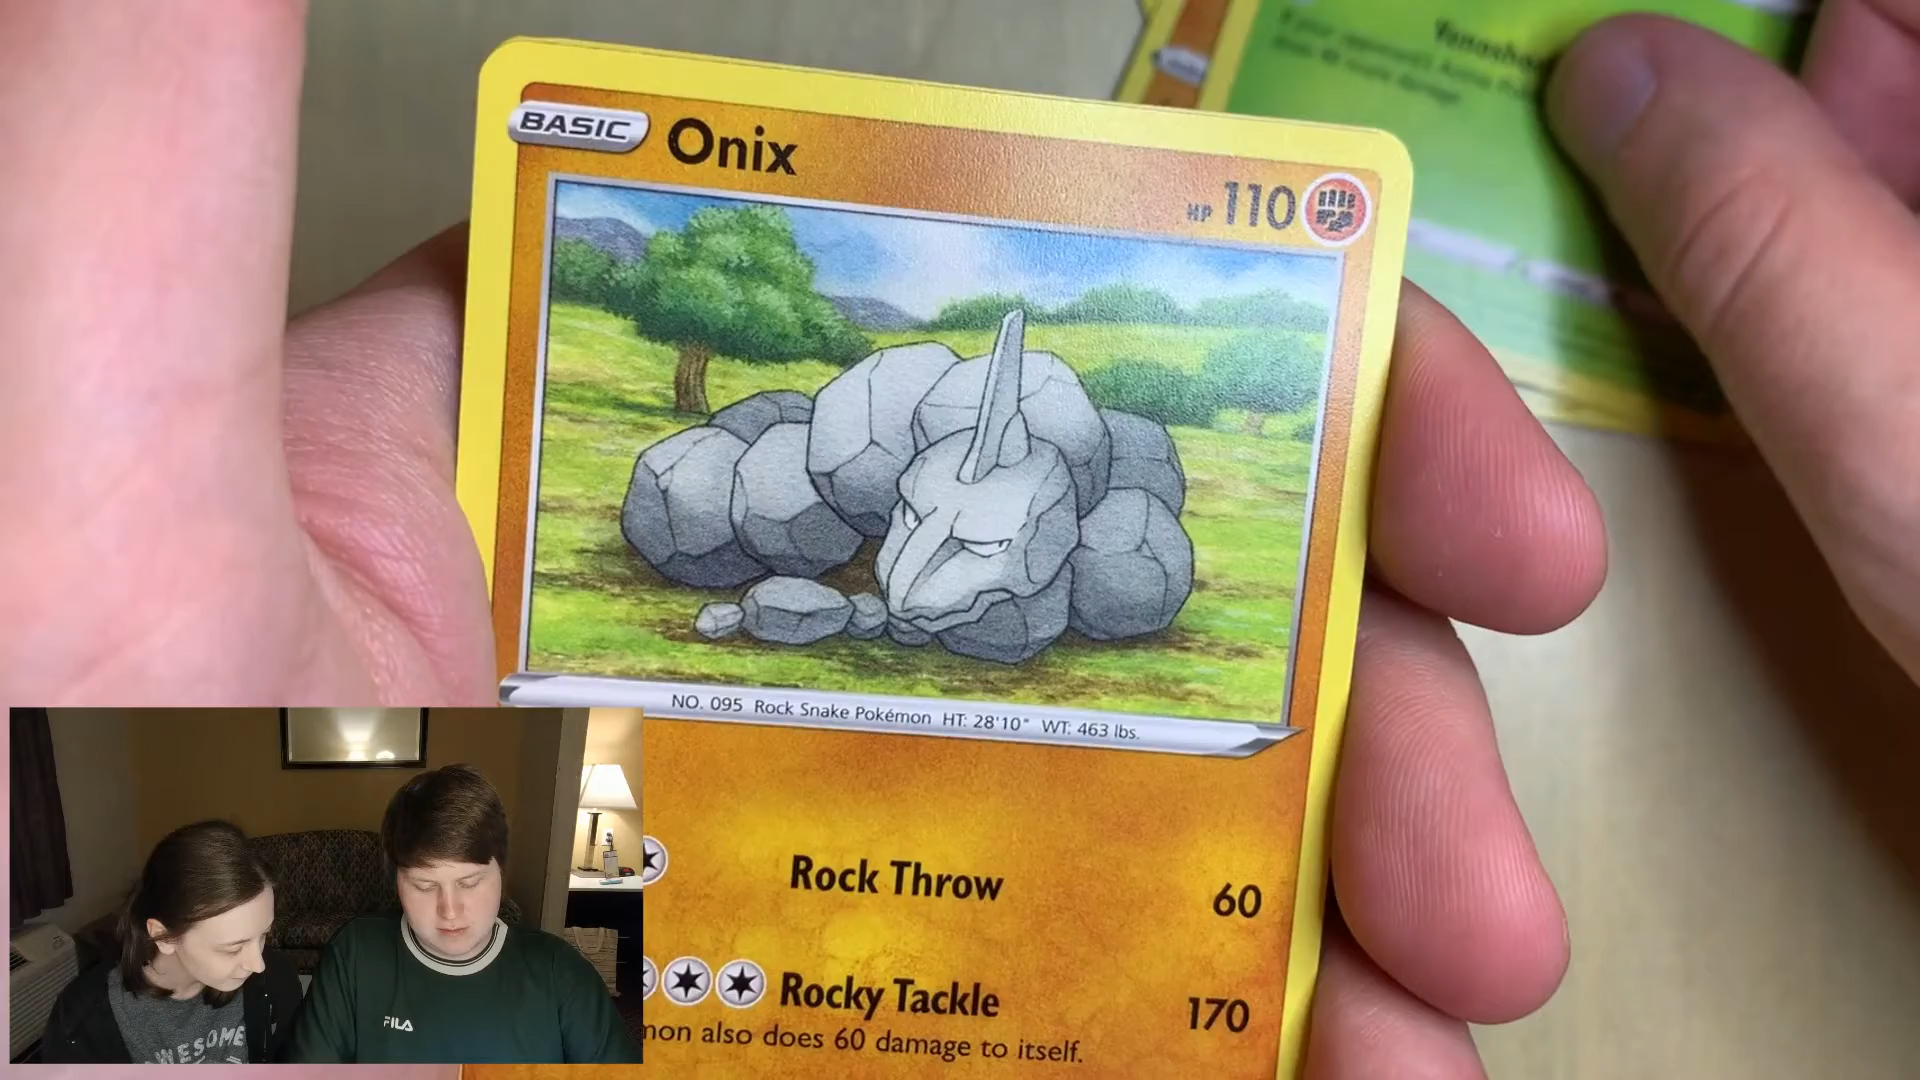 BASIC Onix
HP 110
NO. 095 Rock Snake Pokémon HT: 28'10" WT: 463 lbs.
Rock Throw 60
Rocky Tackle 170
also does 60 damage to itself.
FILA